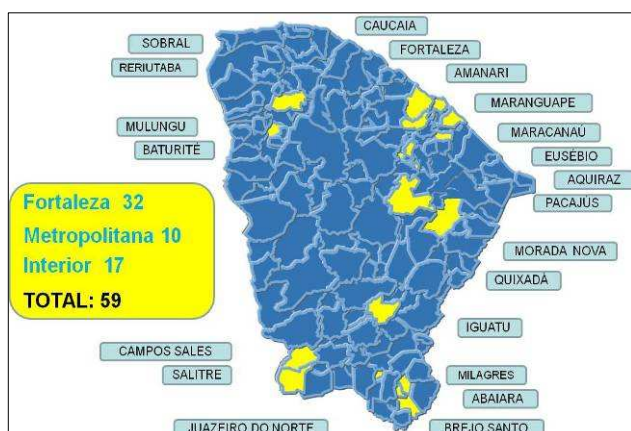 CAUCAIA
SOBRAL
FORTALEZA
RERIUTABA
AMANARI
MARANGUAPE
MULUNGU
MARACANAÚ
BATURITÉ
EUSÉBIO
AQUIRAZ
PACAJÚS
Fortaleza 32
Metropolitana 10
Interior 17
TOTAL: 59
MORADA NOVA
QUIXADÁ
IGUATU
CAMPOS SALES
SALITRE
MILAGRES
ABAIARA
JUAZEIRO DO NORTE
BREJO SANTO